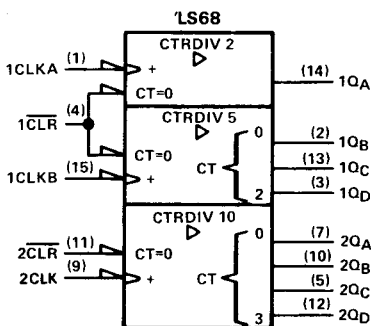 'LS68
CTRDIV 2
1CLKA (1) +
(14) 1QA
CT=0
1CLR (4)
CTRDIV 5
0
(2) 1QB
CT=0
CT
(13) 1QC
1CLKB (15) +
2
(3) 1QD
CTRDIV 10
0
(7) 2QA
2CLR (11) CT=0
(10) 2QB
2CLK (9) +
CT
(5) 2QC
3
(12) 2QD